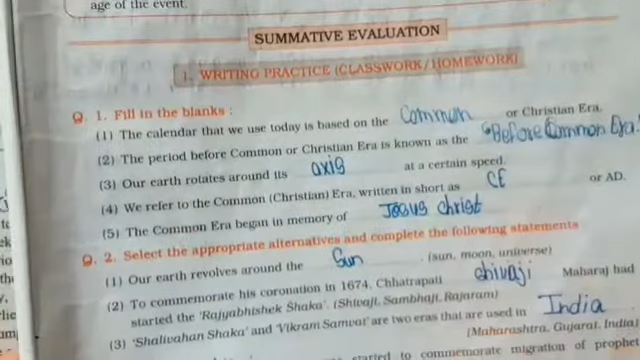 age of the event.
SUMMATIVE EVALUATION
1. WRITING PRACTICE (CLASSWORK/HOMEWORK)
Q. 1. Fill in the blanks :
(1) The calendar that we use today is based on the Common or Christian Era.
(2) The period before Common or Christian Era is known as the Before Common Era.
(3) Our earth rotates around its axis at a certain speed.
(4) We refer to the Common (Christian) Era, written in short as CE or AD.
(5) The Common Era began in memory of Jesus christ
Q. 2. Select the appropriate alternatives and complete the following statements
(1) Our earth revolves around the Sun . (sun, moon, universe)
(2) To commemorate his coronation in 1674, Chhatrapati shivaji Maharaj had
started the 'Rajyabhishek Shaka'. (Shivaji, Sambhaji, Rajaram)
(3) 'Shalivahan Shaka' and 'Vikram Samvat' are two eras that are used in India
(Maharashtra, Gujarat, India)
started to commemorate migration of prophet